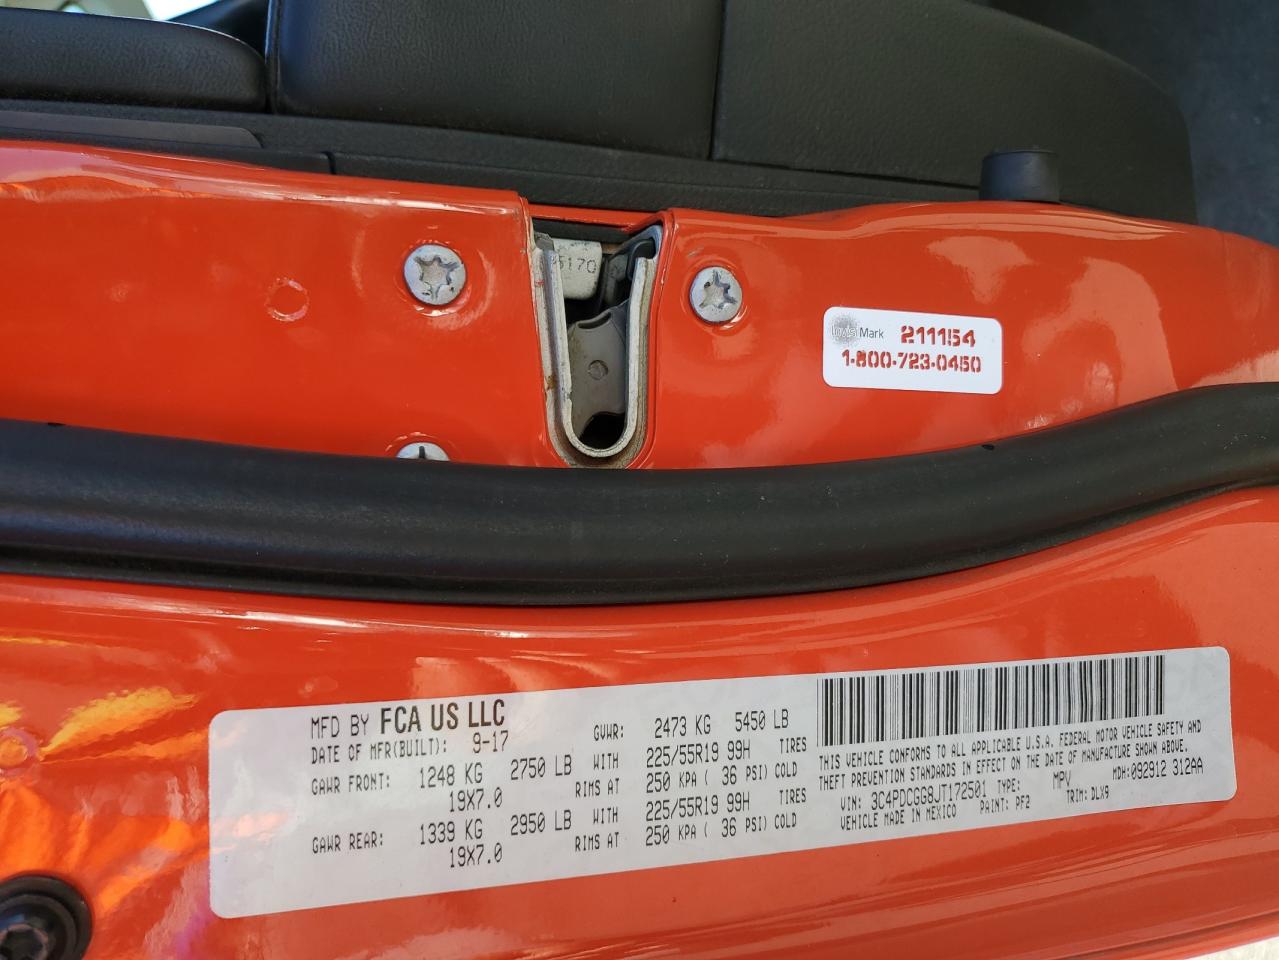 5170
InvisiMark 211154
1-800-723-0450
MFD BY FCA US LLC
DATE OF MFR(BUILT): 9-17
GVWR: 2473 KG 5450 LB
GAWR FRONT: 1248 KG 2750 LB WITH 225/55R19 99H TIRES
19X7.0 RIMS AT 250 KPA ( 36 PSI) COLD
GAWR REAR: 1339 KG 2950 LB WITH 225/55R19 99H TIRES
19X7.0 RIMS AT 250 KPA ( 36 PSI) COLD
THIS VEHICLE CONFORMS TO ALL APPLICABLE U.S.A. FEDERAL MOTOR VEHICLE SAFETY AND
THEFT PREVENTION STANDARDS IN EFFECT ON THE DATE OF MANUFACTURE SHOWN ABOVE.
VIN: 3C4PDCGG8JT172501 TYPE: MPV MDH: 092912 312AA
VEHICLE MADE IN MEXICO PAINT: PF2 TRIM: DLX9